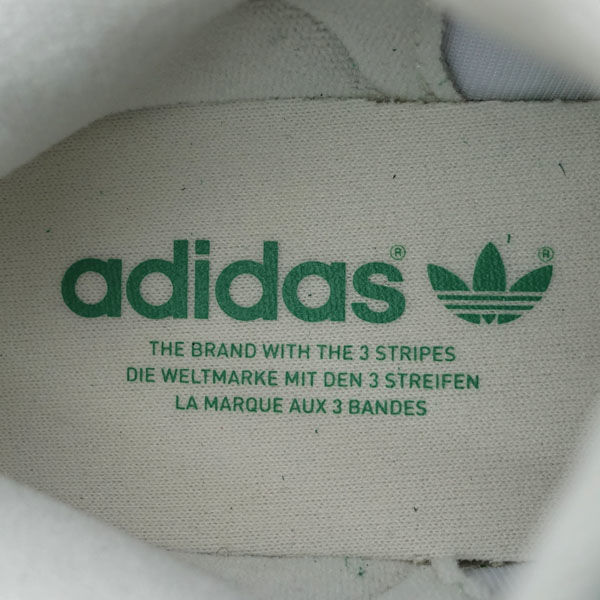 adidas® ®
THE BRAND WITH THE 3 STRIPES
DIE WELTMARKE MIT DEN 3 STREIFEN
LA MARQUE AUX 3 BANDES